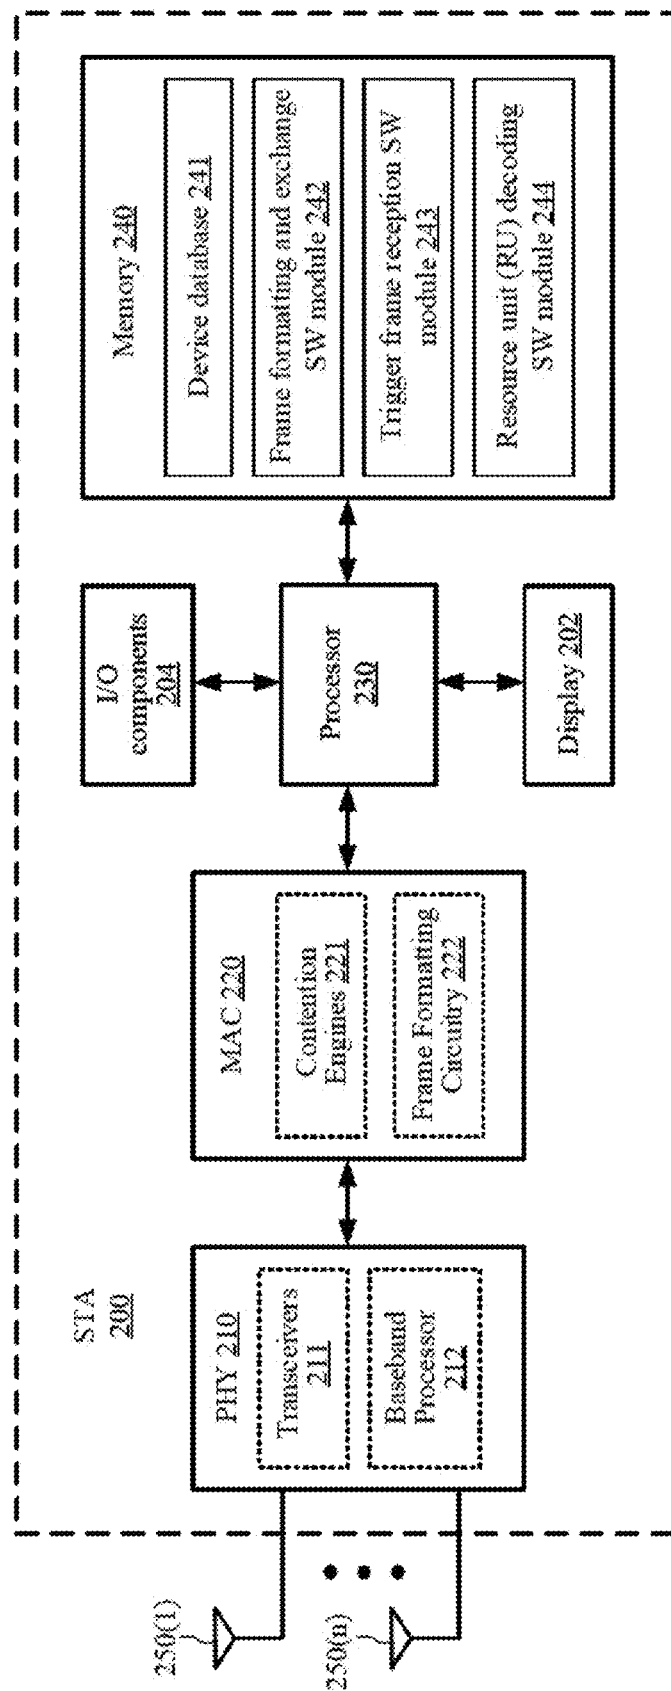 STA
200
250(1)
250(n)
PHY 210
Transceivers
211
Baseband
Processor
212
MAC 220
Contention
Engines 221
Frame Formatting
Circuitry 222
I/O
components
204
Processor
230
Display 202
Memory 240
Device database 241
Frame formatting and exchange
SW module 242
Trigger frame reception SW
module 243
Resource unit (RU) decoding
SW module 244